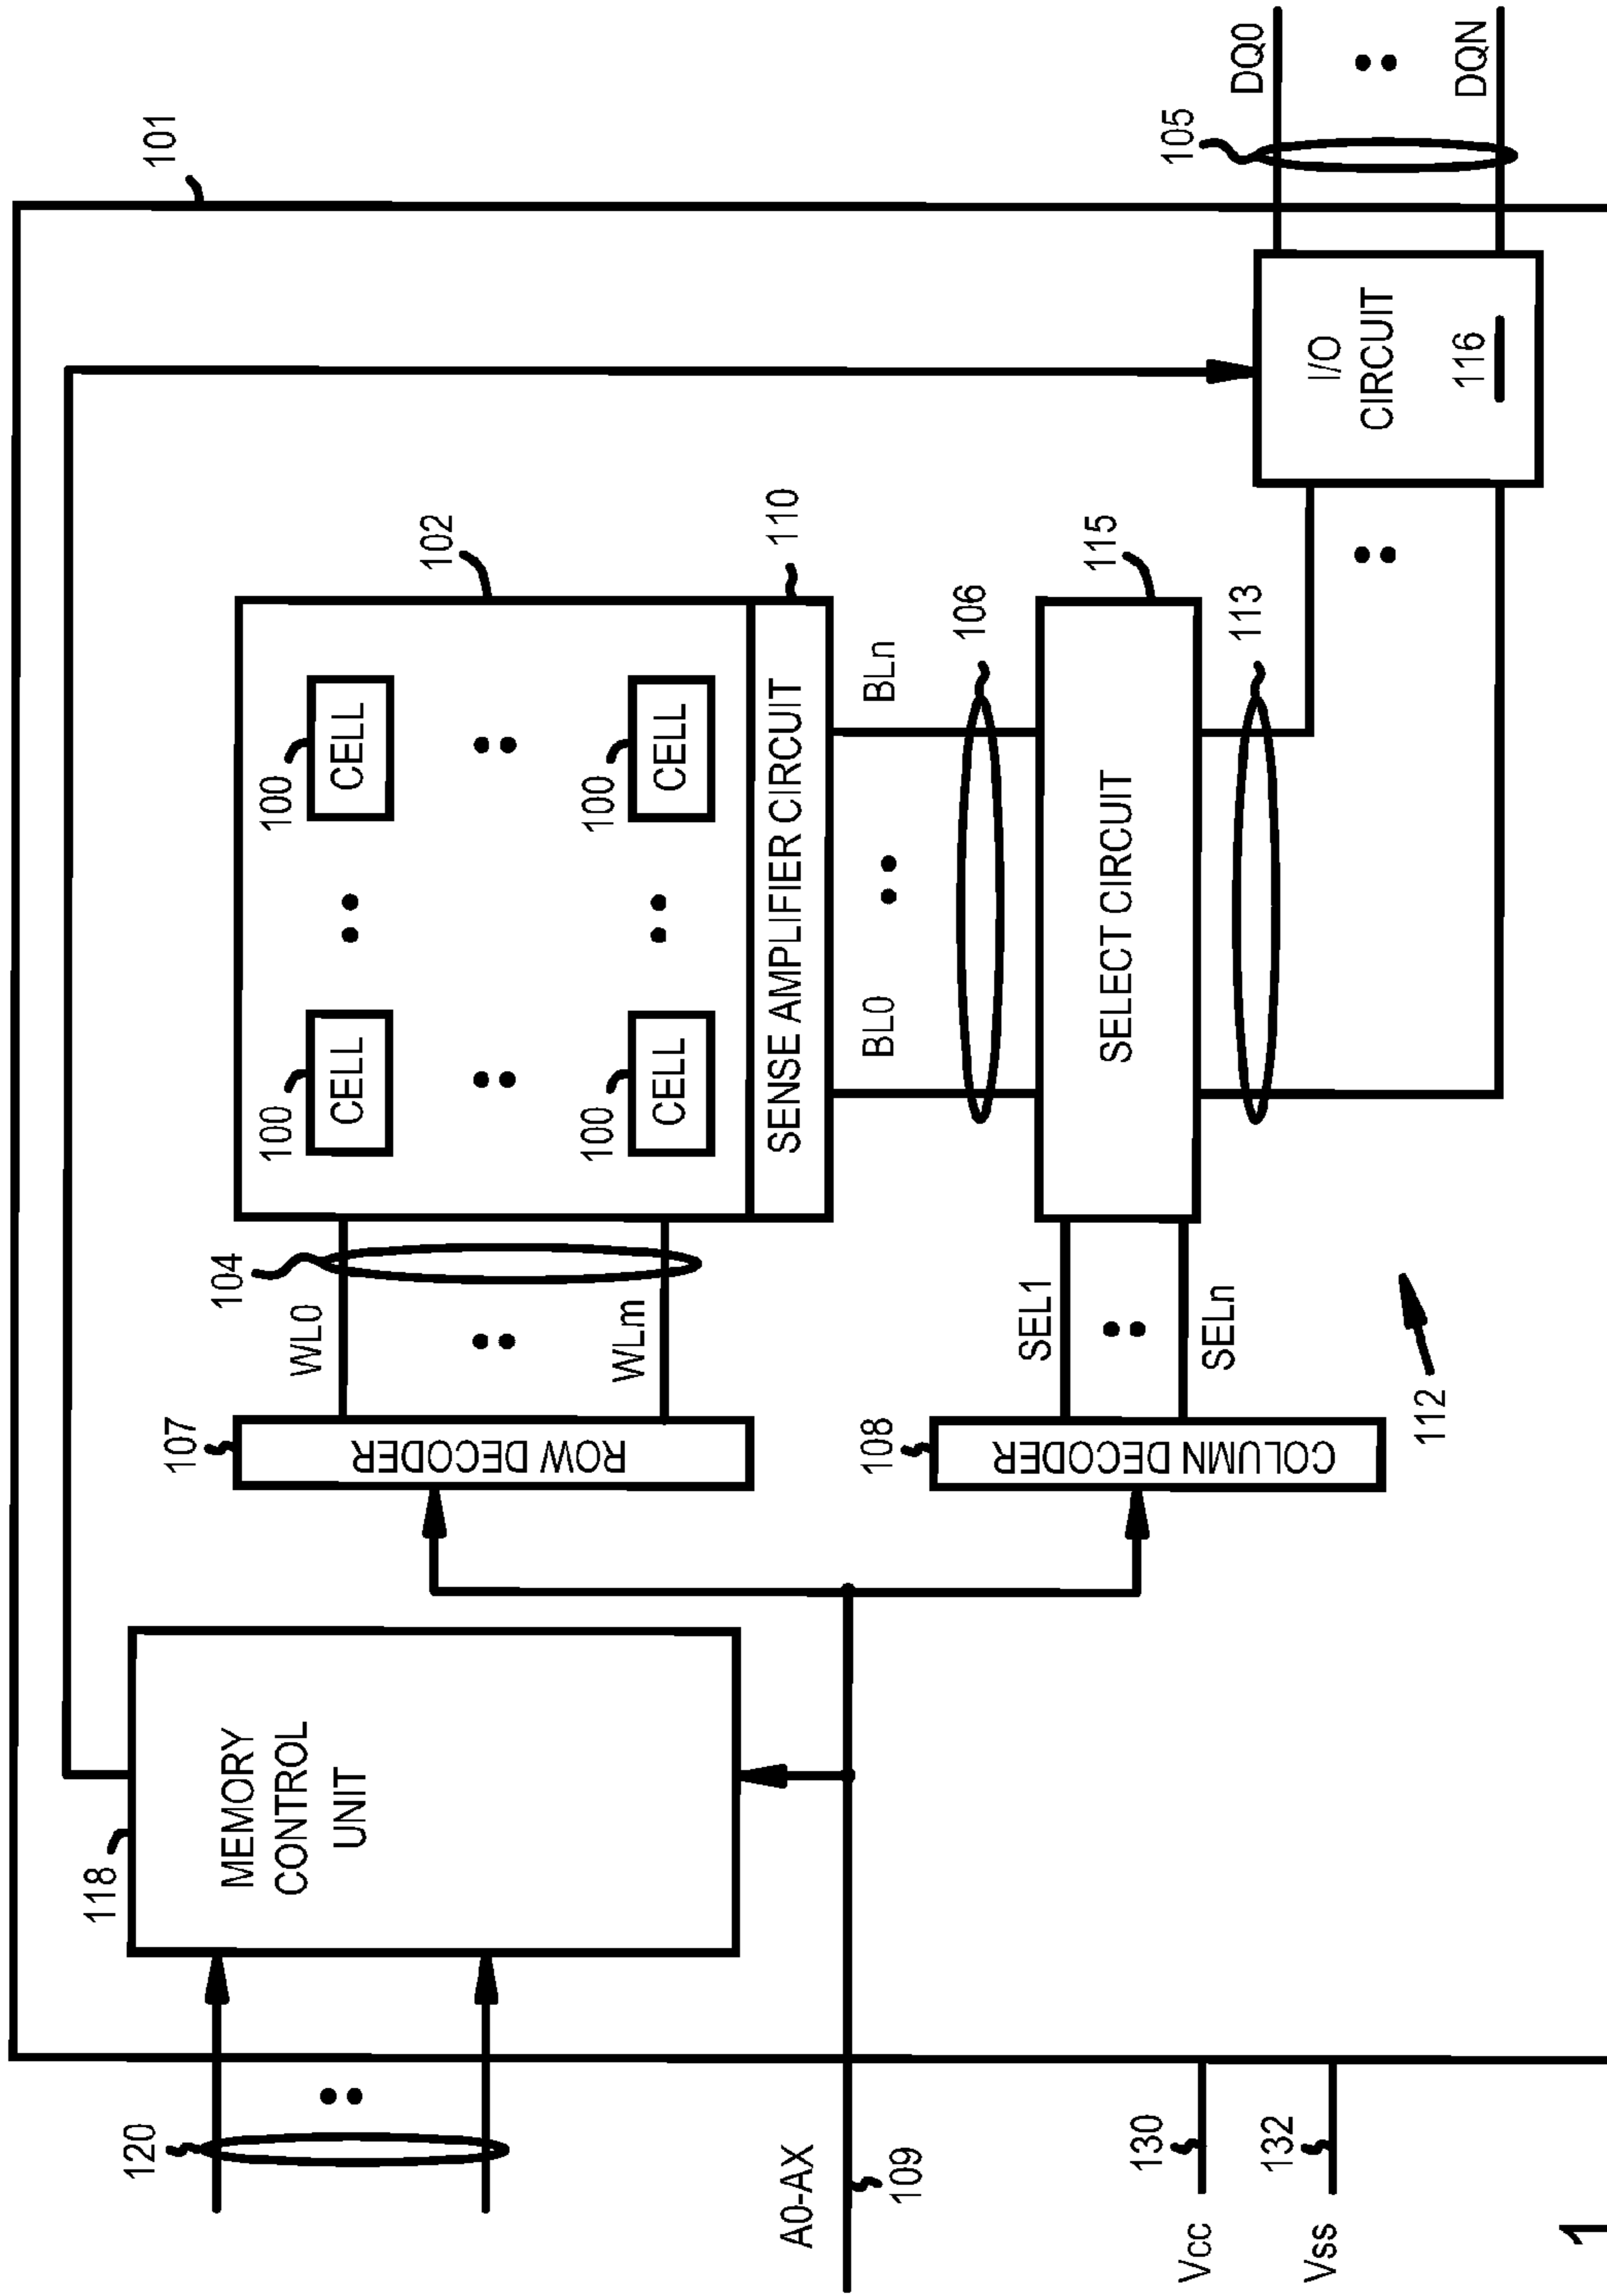 101
118
MEMORY
CONTROL
UNIT
120
A0-AX
109
130
Vcc
132
Vss
107
ROW DECODER
WL0
WLm
104
102
100
CELL
100
CELL
100
CELL
100
CELL
SENSE AMPLIFIER CIRCUIT
110
BL0
BLn
106
108
COLUMN DECODER
SEL1
SELn
SELECT CIRCUIT
115
113
112
I/O
CIRCUIT
116
105
DQ0
DQN
1